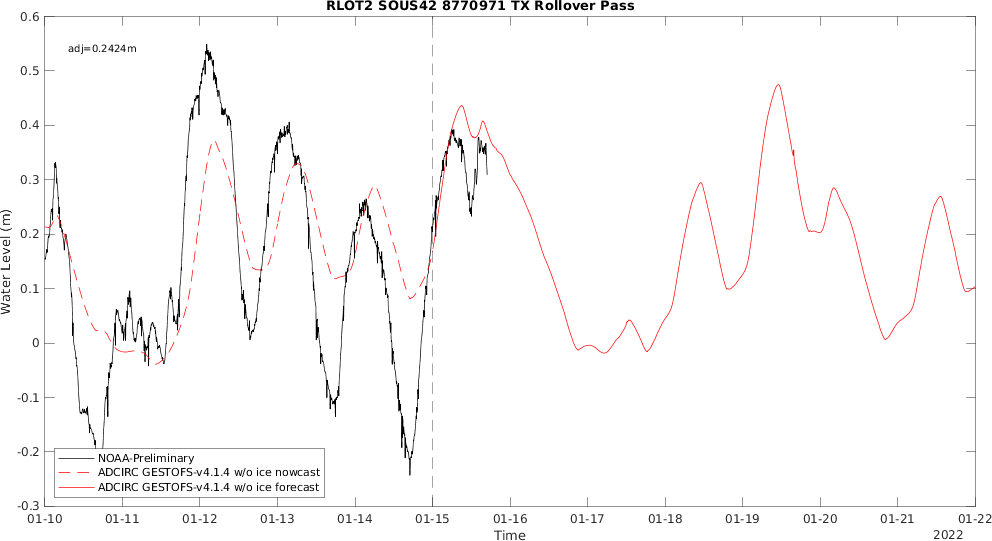 RLOT2 SOUS42 8770971 TX Rollover Pass
adj=0.2424m
0.6
0.5
0.4
0.3
0.2
0.1
0
-0.1
-0.2
-0.3
Water Level (m)
NOAA-Preliminary
ADCIRC GESTOFS-v4.1.4 w/o ice nowcast
ADCIRC GESTOFS-v4.1.4 w/o ice forecast
01-10 01-11 01-12 01-13 01-14 01-15 01-16 01-17 01-18 01-19 01-20 01-21 01-22
Time
2022